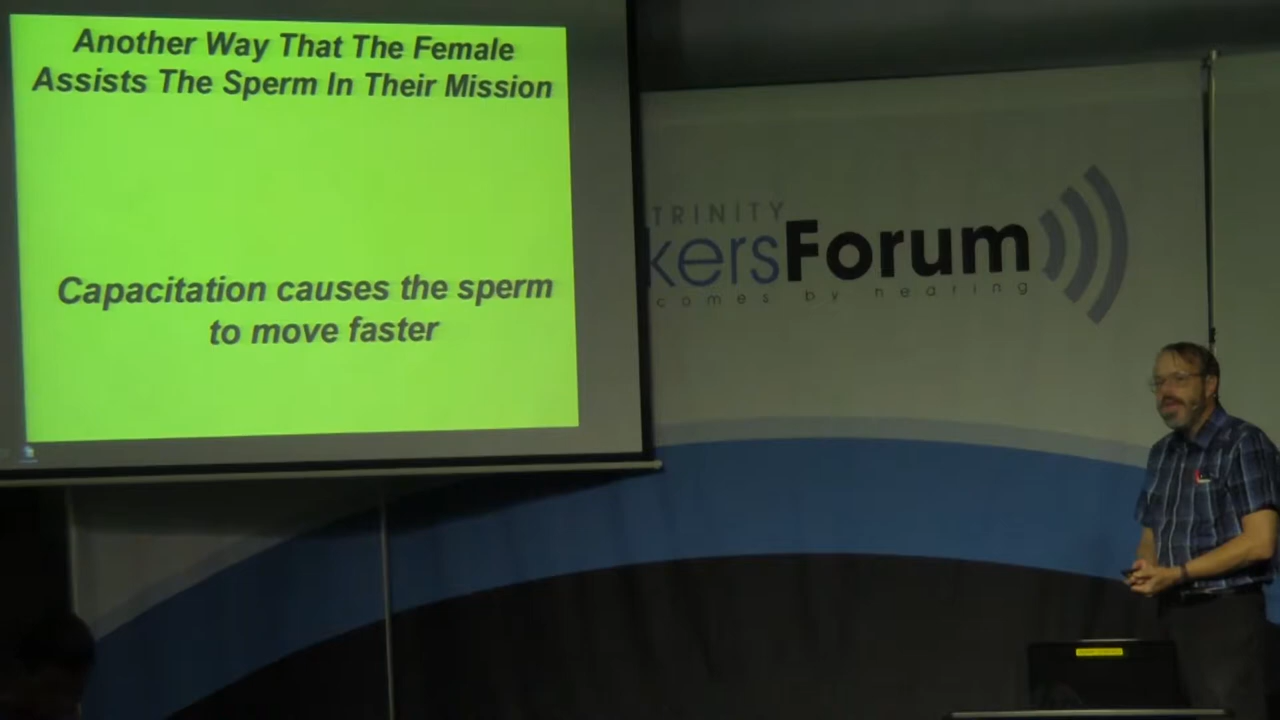 Another Way That The Female
Assists The Sperm In Their Mission
Capacitation causes the sperm
to move faster
TRINITY
kersForum
comes by hearing